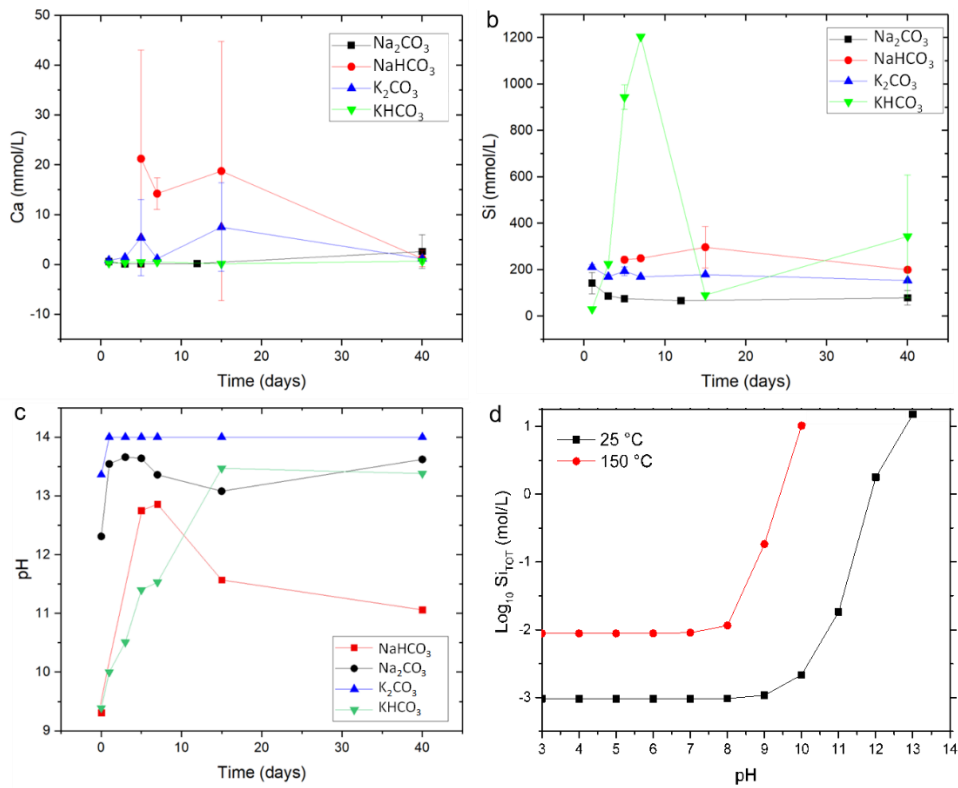 a
50
40
30
20
10
0
-10
Ca (mmol/L)
Na₂CO₃
NaHCO₃
K₂CO₃
KHCO₃
0 10 20 30 40
Time (days)
b
1200
1000
800
600
400
200
0
Si (mmol/L)
Na₂CO₃
NaHCO₃
K₂CO₃
KHCO₃
0 10 20 30 40
Time (days)
c
14
13
12
11
10
9
pH
NaHCO₃
Na₂CO₃
K₂CO₃
KHCO₃
0 10 20 30 40
Time (days)
d
1
0
-1
-2
-3
Log₁₀ Si_TOT (mol/L)
25 °C
150 °C
3 4 5 6 7 8 9 10 11 12 13 14
pH